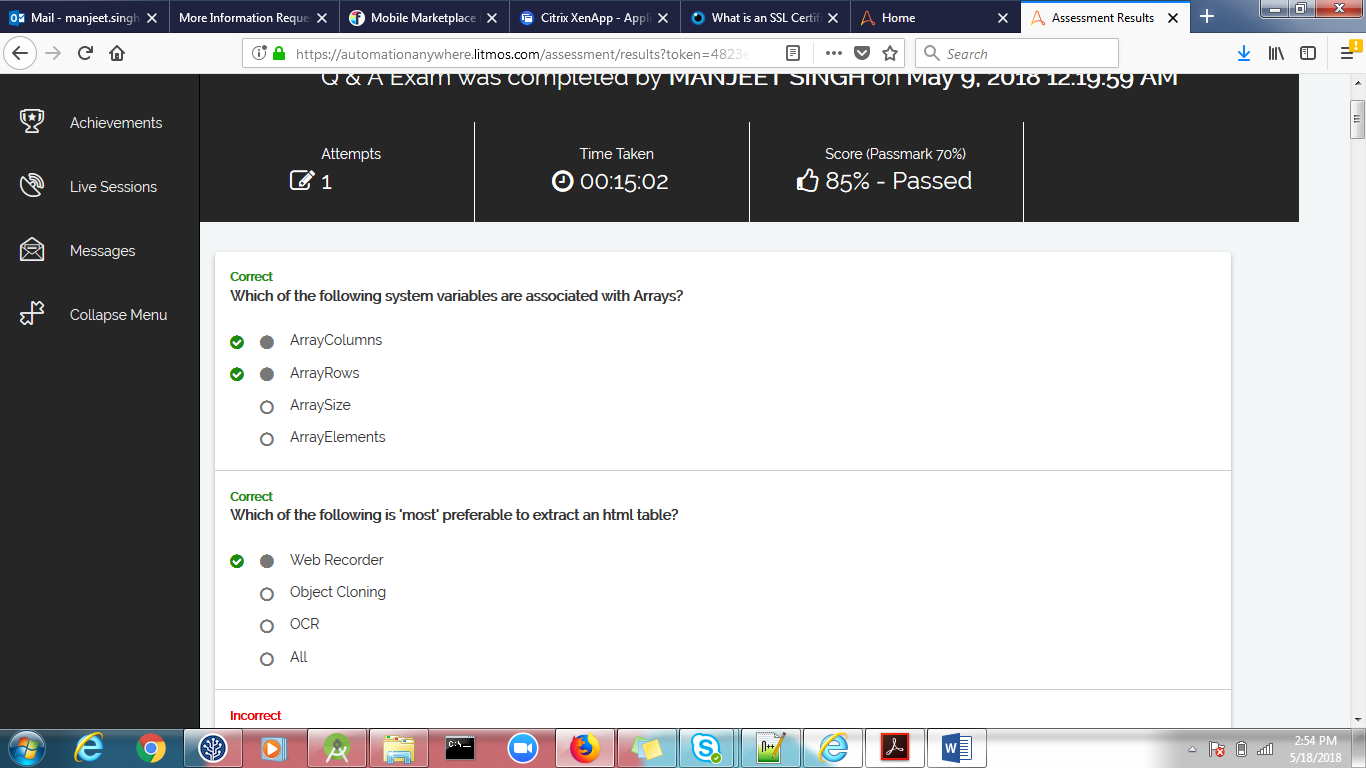 Mail - manjeet.singh
More Information Reque
Mobile Marketplace
Citrix XenApp - Appli
What is an SSL Certifi
Home
Assessment Results
https://automationanywhere.litmos.com/assessment/results?token=4823e
Search
Q & A Exam was completed by MANJEET SINGH on May 9, 2018 12:19:59 AM
Achievements
Live Sessions
Messages
Collapse Menu
Attempts
1
Time Taken
00:15:02
Score (Passmark 70%)
85% - Passed
Correct
Which of the following system variables are associated with Arrays?
ArrayColumns
ArrayRows
ArraySize
ArrayElements
Correct
Which of the following is 'most' preferable to extract an html table?
Web Recorder
Object Cloning
OCR
All
Incorrect
2:54 PM
5/18/2018